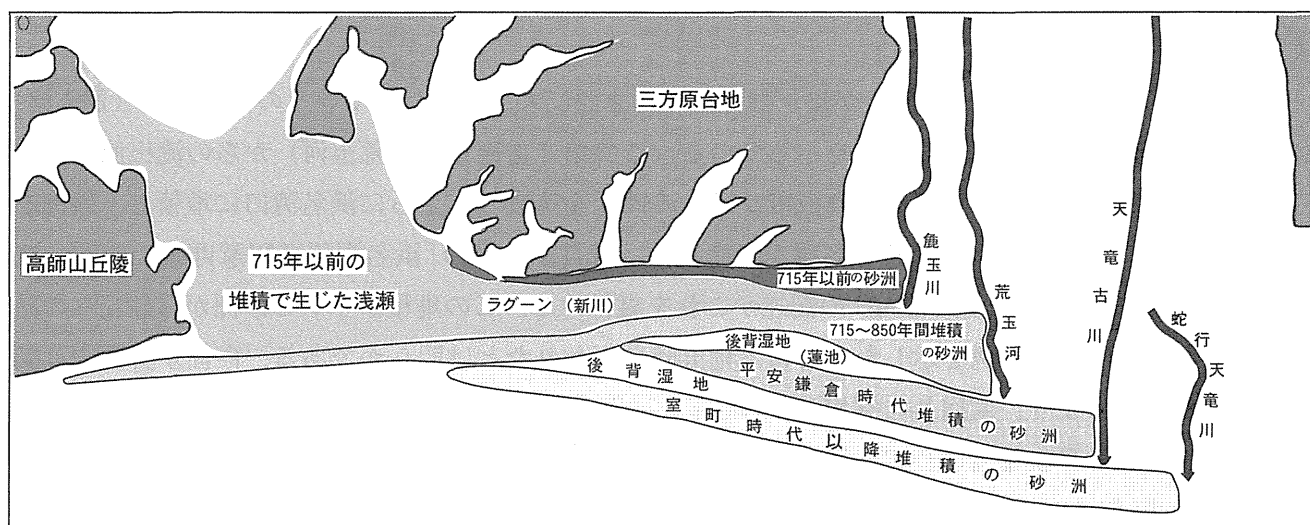 三方原台地
高師山丘陵
715年以前の
堆積で生じた浅瀬
715年以前の砂洲
ラグーン（新川）
715〜850年間堆積
の砂洲
後背湿地
（蓮池）
後背湿地
平安鎌倉時代堆積の砂洲
室町時代以降堆積の砂洲
麁玉川
荒玉河
天竜古川
蛇行天竜川